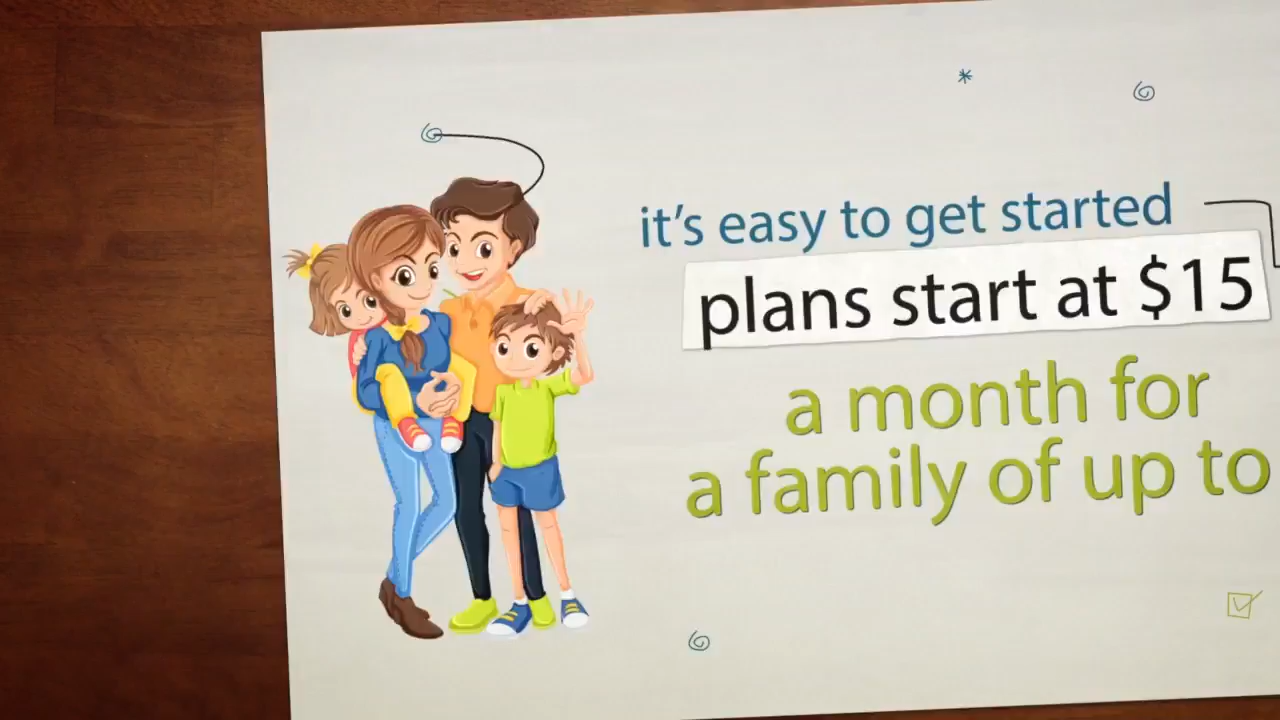 it's easy to get started
plans start at $15
a month for
a family of up to